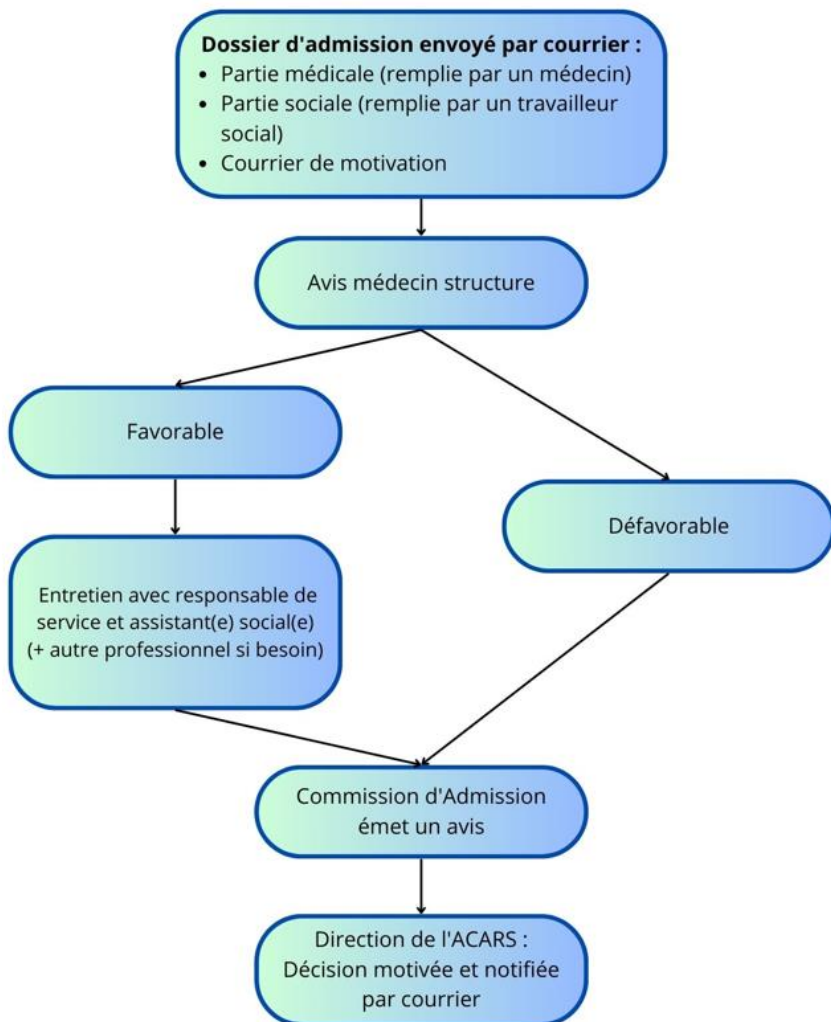 Dossier d'admission envoyé par courrier :
• Partie médicale (remplie par un médecin)
• Partie sociale (remplie par un travailleur
social)
• Courrier de motivation
Avis médecin structure
Favorable
Défavorable
Entretien avec responsable de
service et assistant(e) social(e)
(+ autre professionnel si besoin)
Commission d'Admission
émet un avis
Direction de l'ACARS :
Décision motivée et notifiée
par courrier